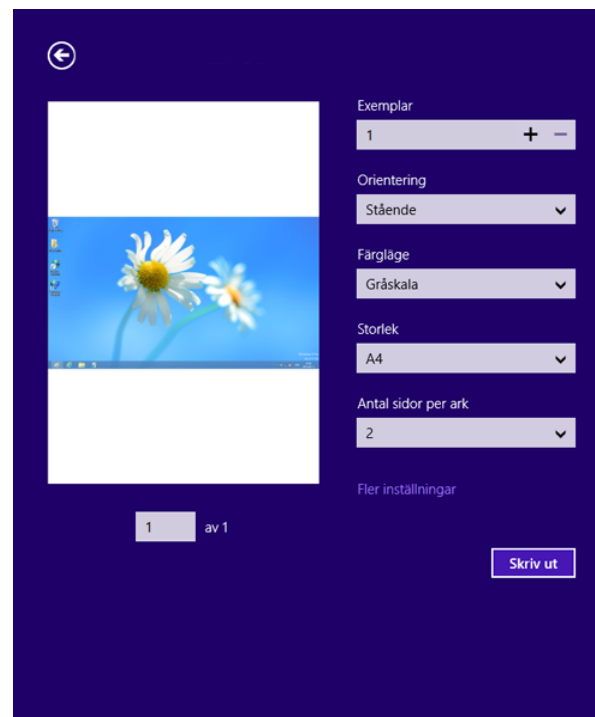 Exemplar
1
Orientering
Stående
Färgläge
Gråskala
Storlek
A4
Antal sidor per ark
2
Fler inställningar
1 av 1
Skriv ut